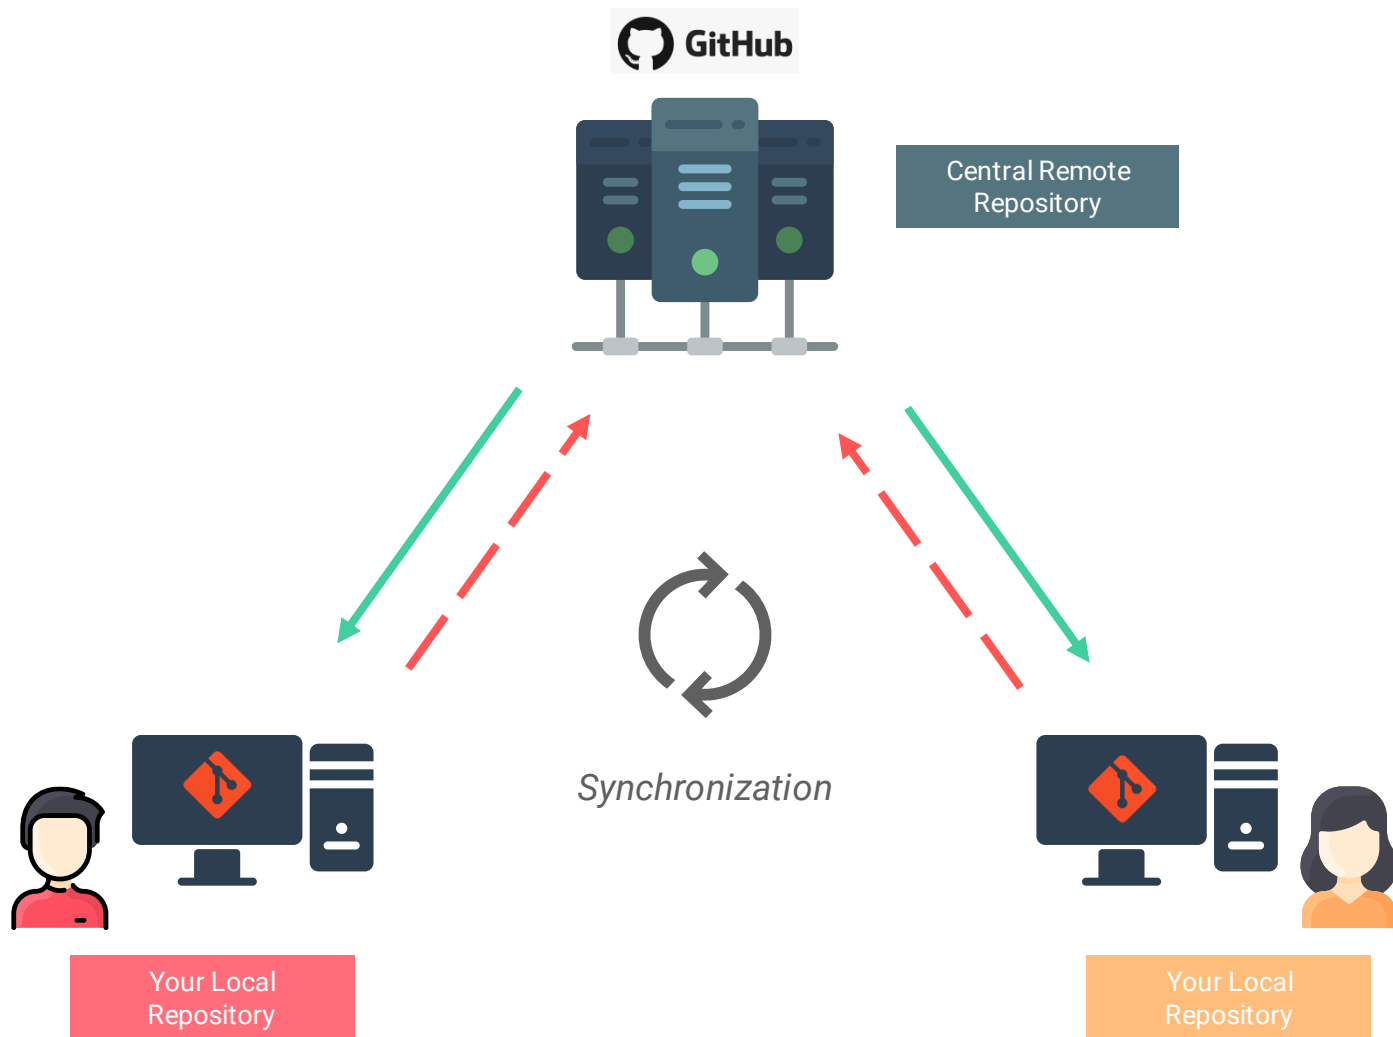 GitHub
Central Remote
Repository
Synchronization
Your Local
Repository
Your Local
Repository